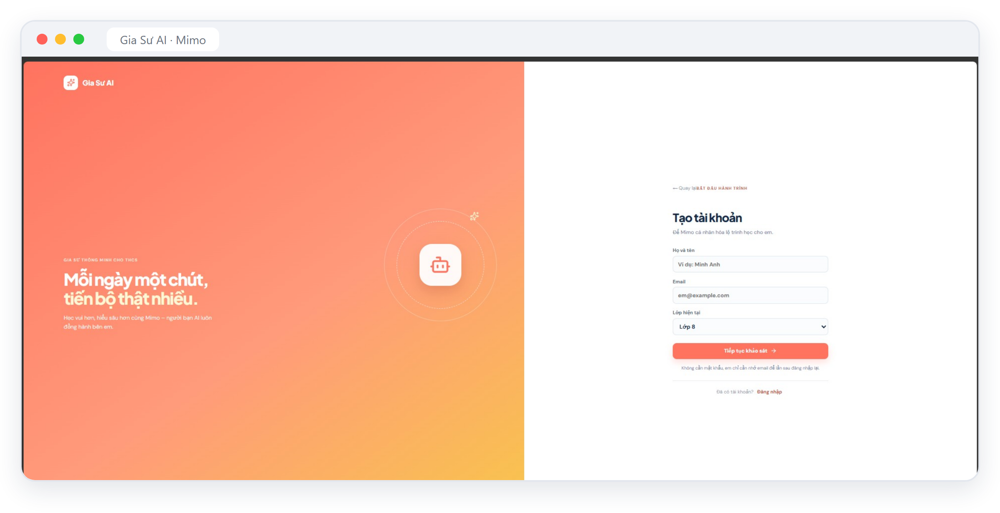 Gia Sư AI · Mimo
Gia Sư AI
GIA SƯ THÔNG MINH CHO THCS
Mỗi ngày một chút,
tiến bộ thật nhiều.
Học vui hơn, hiểu sâu hơn cùng Mimo – người bạn AI luôn
đồng hành bên em.
← Quay lạiBẮT ĐẦU HÀNH TRÌNH
Tạo tài khoản
Để Mimo cá nhân hóa lộ trình học cho em.
Họ và tên
Ví dụ: Minh Anh
Email
em@example.com
Lớp hiện tại
Lớp 8
Tiếp tục khảo sát →
Không cần mật khẩu, em chỉ cần nhớ email để lần sau đăng nhập lại.
Đã có tài khoản? Đăng nhập